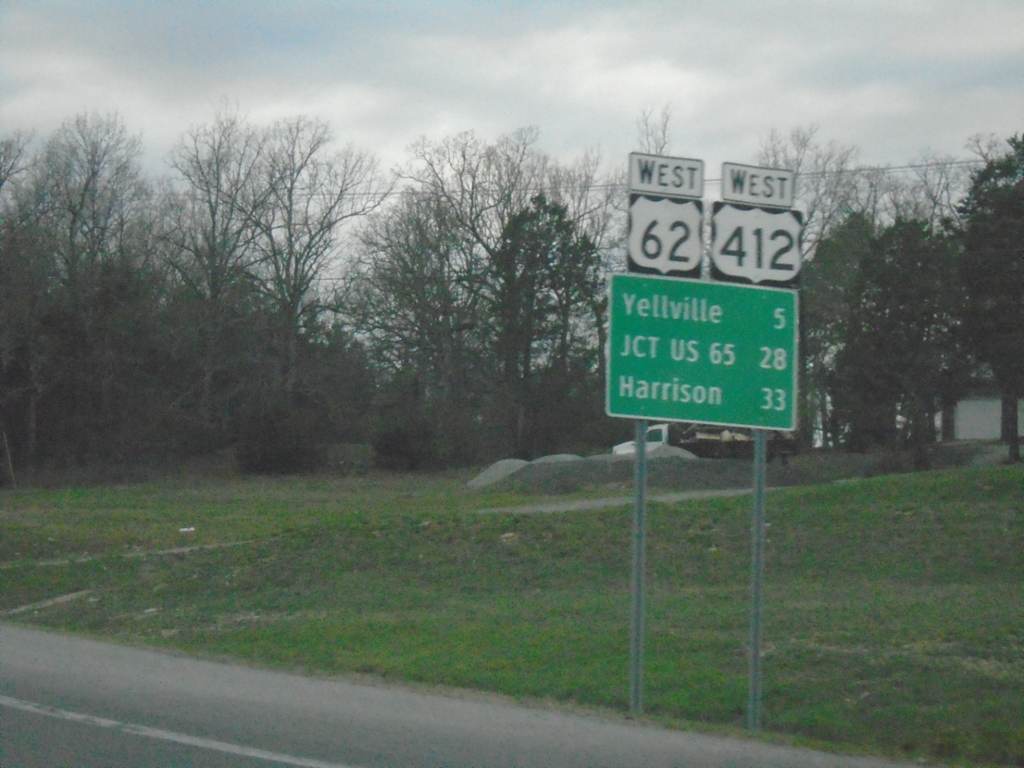 WEST WEST
62 412
Yellville 5
JCT US 65 28
Harrison 33